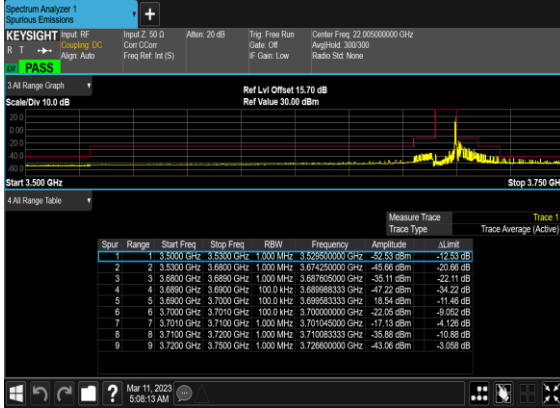 Spectrum Analyzer 1
Spurious Emissions
+
KEYSIGHT Input: RF Input Z: 50 Ω Atten: 20 dB Trig: Free Run Center Freq: 22.005000000 GHz
R T Coupling: DC Corr CCorr Gate: Off Avg|Hold: 300/300
Align: Auto Freq Ref: Int (S) IF Gain: Low Radio Std: None
PASS
3 All Range Graph
Ref Lvl Offset 15.70 dB
Scale/Div 10.0 dB Ref Value 30.00 dBm
20.0
0.00
-20.0
-40.0
-60.0
Start 3.500 GHz Stop 3.750 GH
4 All Range Table
Measure Trace Trace 1
Trace Type Trace Average (Active)
Spur Range Start Freq Stop Freq RBW Frequency Amplitude ΔLimit
1 1 3.5000 GHz 3.5300 GHz 1.000 MHz 3.529500000 GHz -52.53 dBm -12.53 dB
2 2 3.5300 GHz 3.6800 GHz 1.000 MHz 3.674250000 GHz -45.66 dBm -20.66 dB
3 3 3.6800 GHz 3.6890 GHz 1.000 MHz 3.687605000 GHz -35.11 dBm -22.11 dB
4 4 3.6890 GHz 3.6900 GHz 100.0 kHz 3.689988333 GHz -47.22 dBm -34.22 dB
5 5 3.6900 GHz 3.7000 GHz 100.0 kHz 3.699583333 GHz 18.54 dBm -11.46 dB
6 6 3.7000 GHz 3.7010 GHz 100.0 kHz 3.700000000 GHz -22.05 dBm -9.052 dB
7 7 3.7010 GHz 3.7100 GHz 1.000 MHz 3.701045000 GHz -17.13 dBm -4.126 dB
8 8 3.7100 GHz 3.7200 GHz 1.000 MHz 3.710083333 GHz -35.88 dBm -10.88 dB
9 9 3.7200 GHz 3.7500 GHz 1.000 MHz 3.726600000 GHz -43.06 dBm -3.058 dB
? Mar 11, 2023
5:08:13 AM